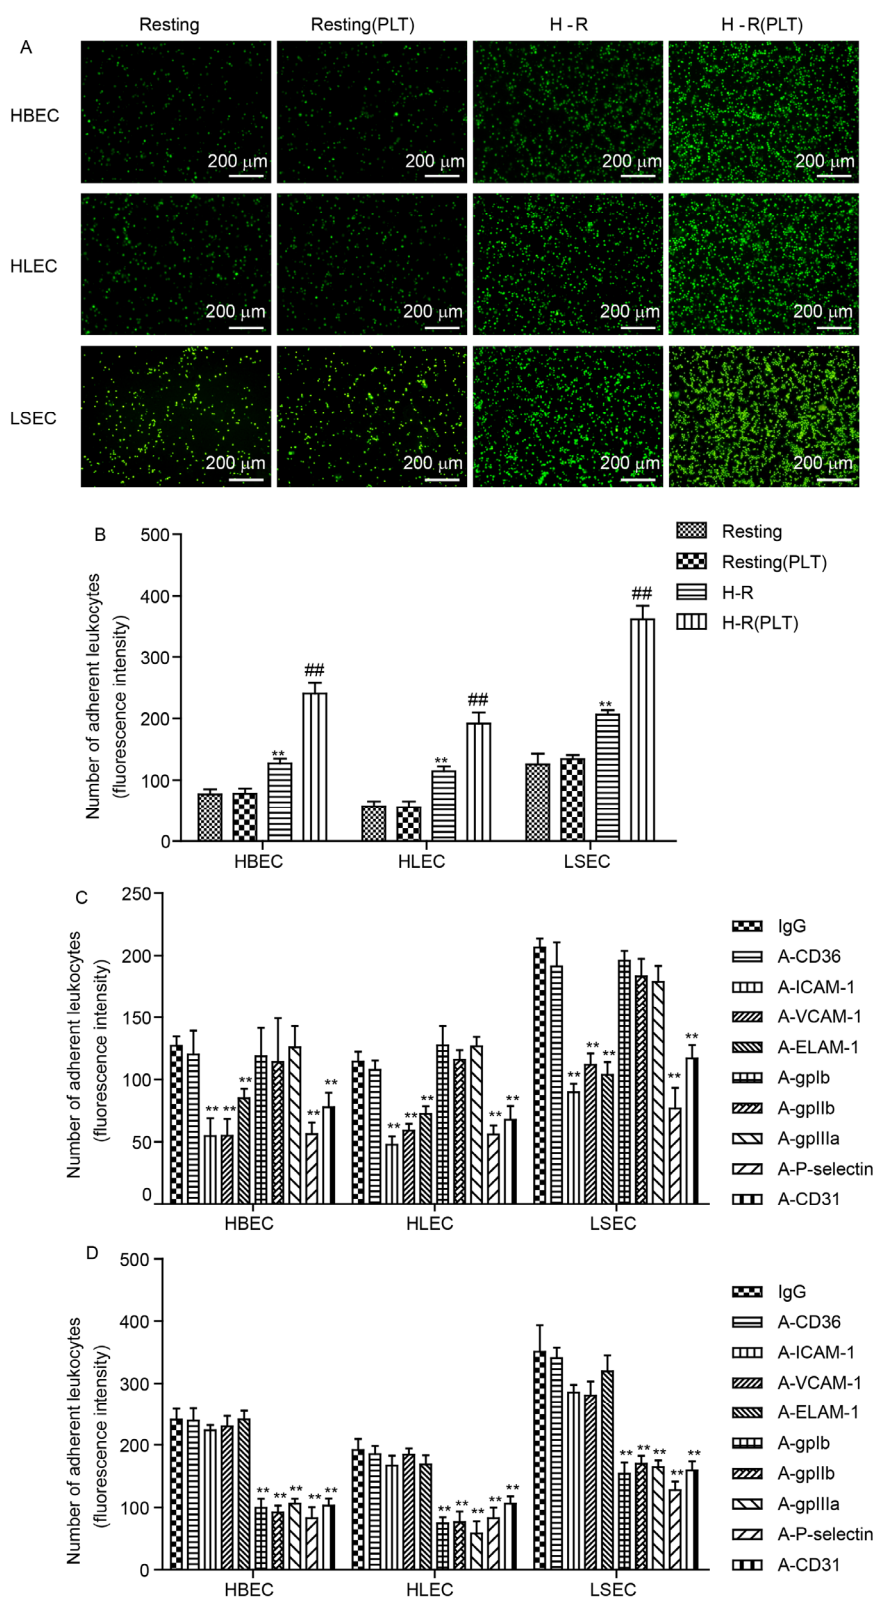 A
Resting Resting(PLT) H -R H -R(PLT)
HBEC
200 μm 200 μm 200 μm 200 μm
HLEC
200 μm 200 μm 200 μm 200 μm
LSEC
200 μm 200 μm 200 μm 200 μm
B
Number of adherent leukocytes
(fluorescence intensity)
500
400
300
200
100
0
** ## ** ## ** ##
HBEC HLEC LSEC
Resting
Resting(PLT)
H-R
H-R(PLT)
C
Number of adherent leukocytes
(fluorescence intensity)
250
200
150
100
50
0
** ** ** ** ** ** ** ** ** ** ** ** ** ** **
HBEC HLEC LSEC
IgG
A-CD36
A-ICAM-1
A-VCAM-1
A-ELAM-1
A-gpIb
A-gpIIb
A-gpIIIa
A-P-selectin
A-CD31
D
Number of adherent leukocytes
(fluorescence intensity)
500
400
300
200
100
0
** ** ** ** ** ** ** ** ** ** ** ** ** ** **
HBEC HLEC LSEC
IgG
A-CD36
A-ICAM-1
A-VCAM-1
A-ELAM-1
A-gpIb
A-gpIIb
A-gpIIIa
A-P-selectin
A-CD31